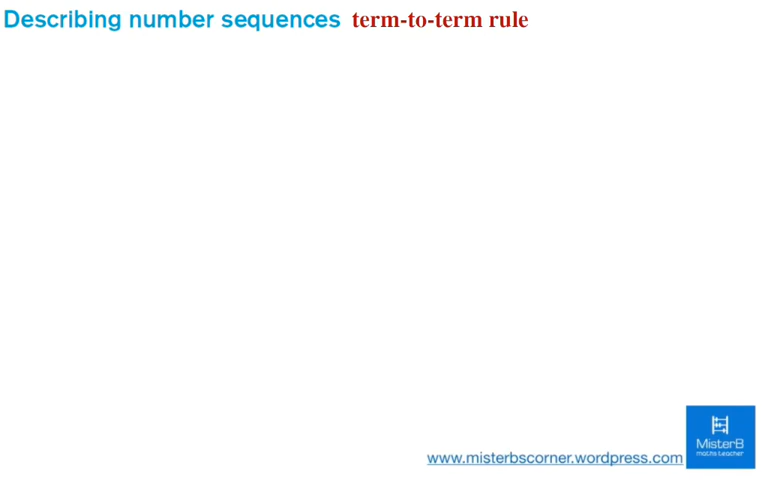 Describing number sequences term-to-term rule
MisterB
maths teacher
www.misterbscorner.wordpress.com